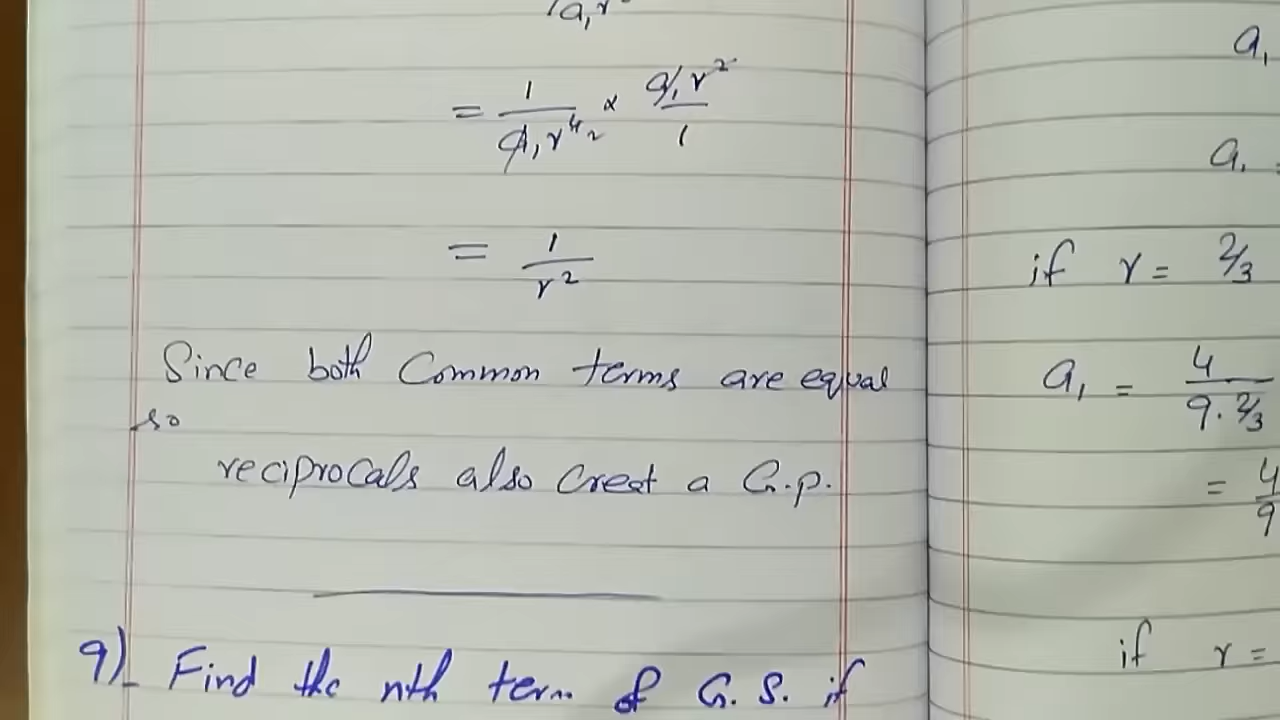 = 1/a₁r⁴ × a₁r²/1
= 1/r²
Since both Common terms are equal
so
reciprocals also Creat a G.p.
9) Find the nth term of G.S. if
a₁
a₁ =
if r = 2/3
a₁ = 4/9.2/3
= 4/9
if r =